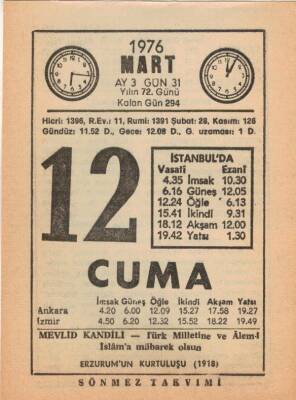 1976
MART
AY 3 GÜN 31
Yılın 72. Günü
Kalan Gün 294
Hicri: 1396, R.Ev.: 11, Rumi: 1391 Şubat: 28, Kasım: 126
Gündüz: 11.52 D., Gece: 12.08 D., G. uzaması: 1 D.
12
İSTANBUL'DA
Vasati Ezanî
4.35 İmsak 10.30
6.16 Güneş 12.05
12.24 Öğle 6.13
15.41 İkindi 9.31
18.12 Akşam 12.00
19.42 Yatsı 1.30
CUMA
İmsak Güneş Öğle İkindi Akşam Yatsı
Ankara 4.20 6.00 12.09 15.27 17.58 19.27
İzmir 4.50 6.20 12.32 15.52 18.22 19.49
MEVLİD KANDİLİ — Türk Milletine ve Âlem-i
İslâm'a mübarek olsun
ERZURUM'UN KURTULUŞU (1918)
SÖNMEZ TAKVİMİ